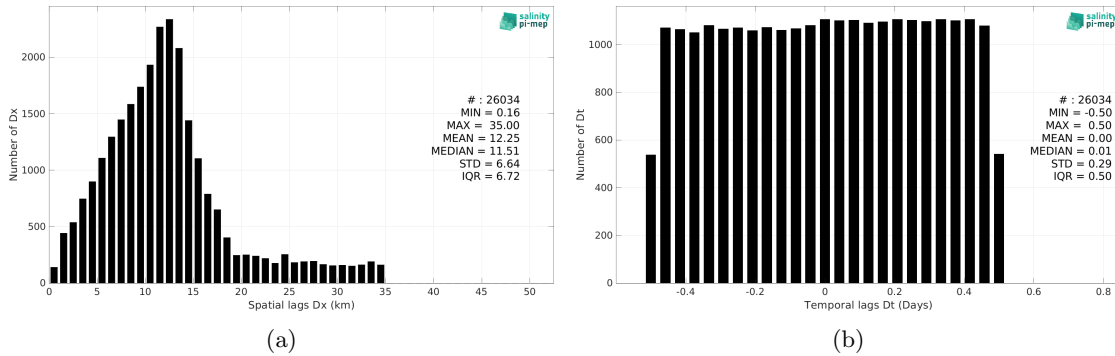 salinity
pi-mep
Number of Dx
2000
1500
1000
500
0
# : 26034
MIN = 0.16
MAX = 35.00
MEAN = 12.25
MEDIAN = 11.51
STD = 6.64
IQR = 6.72
0 5 10 15 20 25 30 35 40 45 50
Spatial lags Dx (km)
(a)
salinity
pi-mep
Number of Dt
1000
800
600
400
200
0
# : 26034
MIN = -0.50
MAX = 0.50
MEAN = 0.00
MEDIAN = 0.01
STD = 0.29
IQR = 0.50
-0.4 -0.2 0 0.2 0.4 0.6 0.8
Temporal lags Dt (Days)
(b)